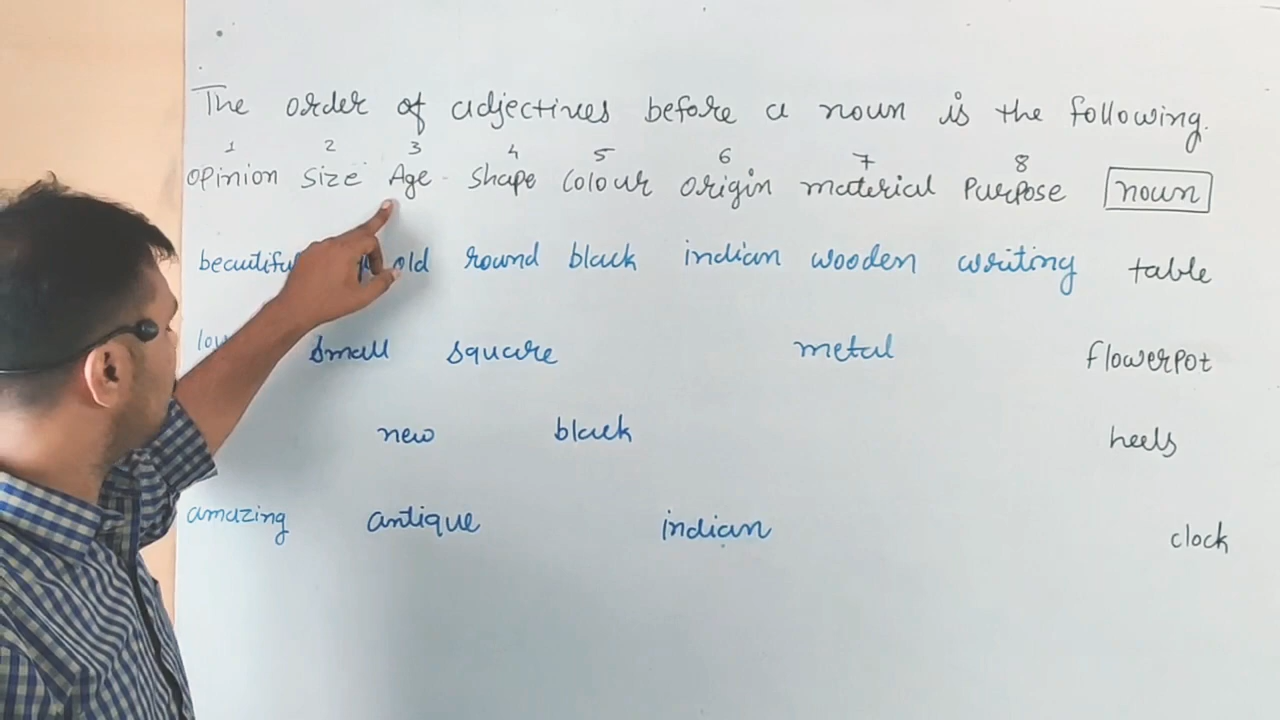 The order of adjectives before a noun is the following.
1 2 3 4 5 6 7 8
opinion size Age shape colour origin material purpose noun
old round black indian wooden writing table
small square metal flowerpot
new black heels
amazing antique indian clock